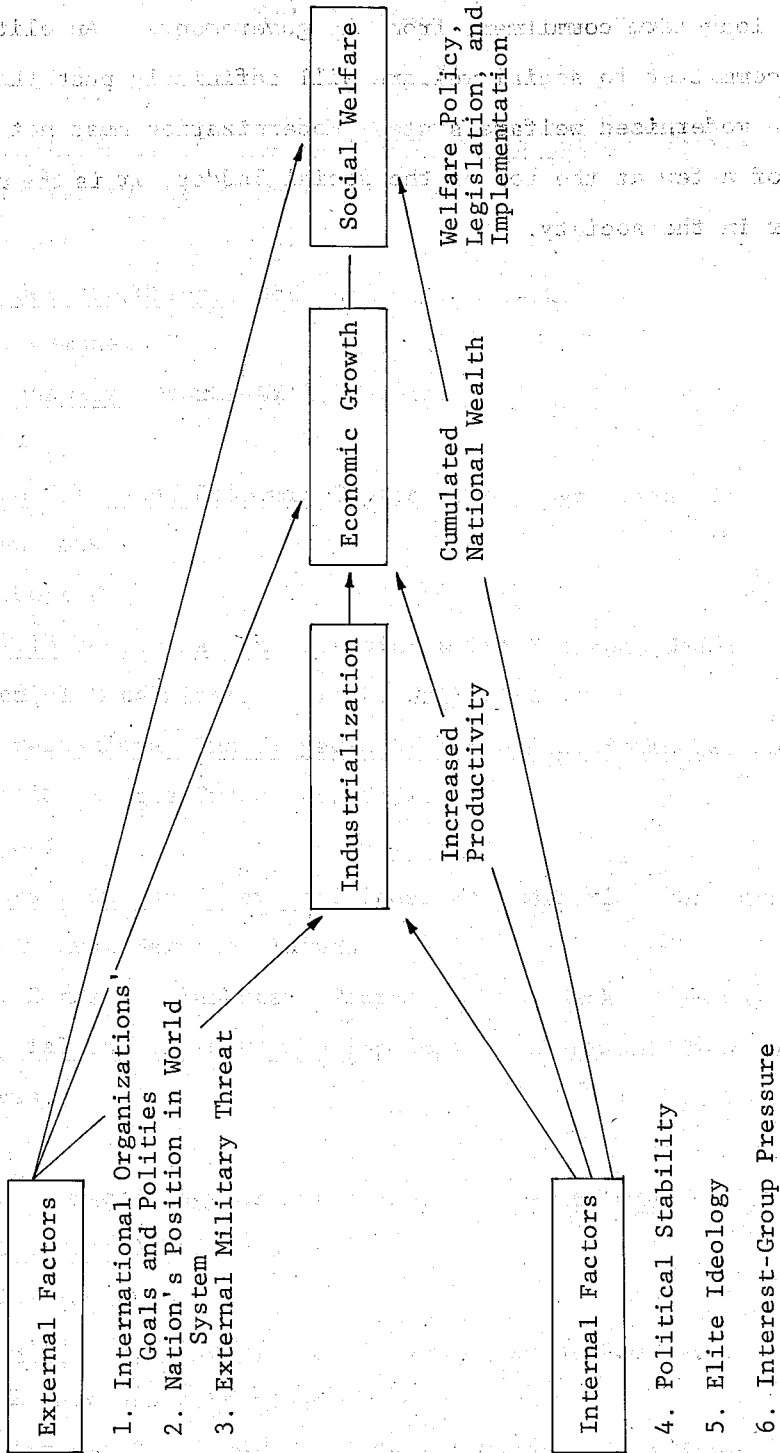 External Factors
1. International Organizations'
Goals and Polities
2. Nation's Position in World
System
3. External Military Threat
Internal Factors
4. Political Stability
5. Elite Ideology
6. Interest-Group Pressure
Industrialization
Increased
Productivity
Economic Growth
Cumulated
National Wealth
Social Welfare
Welfare Policy,
Legislation, and
Implementation